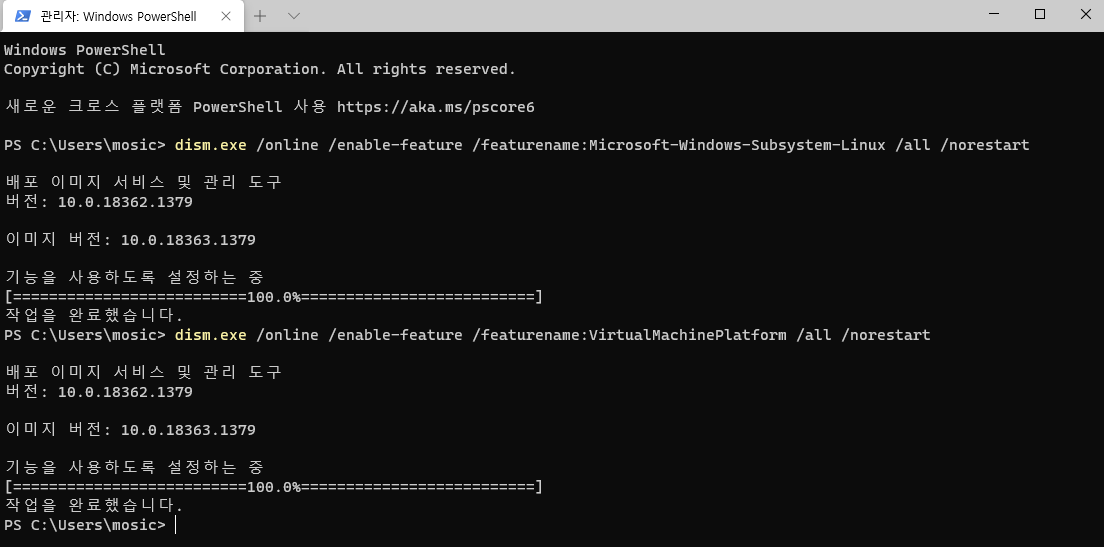 관리자: Windows PowerShell
Windows PowerShell
Copyright (C) Microsoft Corporation. All rights reserved.
새로운 크로스 플랫폼 PowerShell 사용 https://aka.ms/pscore6
PS C:\Users\mosic> dism.exe /online /enable-feature /featurename:Microsoft-Windows-Subsystem-Linux /all /norestart
배포 이미지 서비스 및 관리 도구
버전: 10.0.18362.1379
이미지 버전: 10.0.18363.1379
기능을 사용하도록 설정하는 중
[==========================100.0%==========================]
작업을 완료했습니다.
PS C:\Users\mosic> dism.exe /online /enable-feature /featurename:VirtualMachinePlatform /all /norestart
배포 이미지 서비스 및 관리 도구
버전: 10.0.18362.1379
이미지 버전: 10.0.18363.1379
기능을 사용하도록 설정하는 중
[==========================100.0%==========================]
작업을 완료했습니다.
PS C:\Users\mosic>